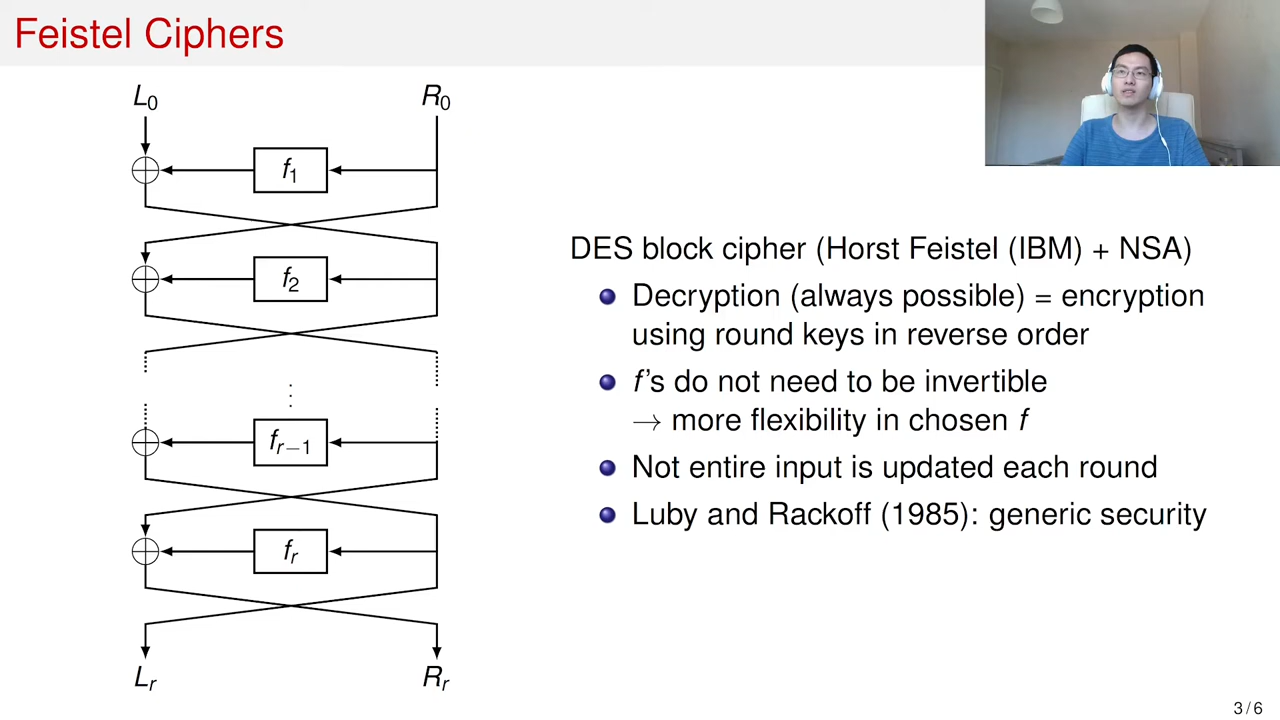 Feistel Ciphers
L0 R0
f1
f2
⋮
fr−1
fr
Lr Rr
DES block cipher (Horst Feistel (IBM) + NSA)
Decryption (always possible) = encryption
using round keys in reverse order
f's do not need to be invertible
→ more flexibility in chosen f
Not entire input is updated each round
Luby and Rackoff (1985): generic security
3 / 6